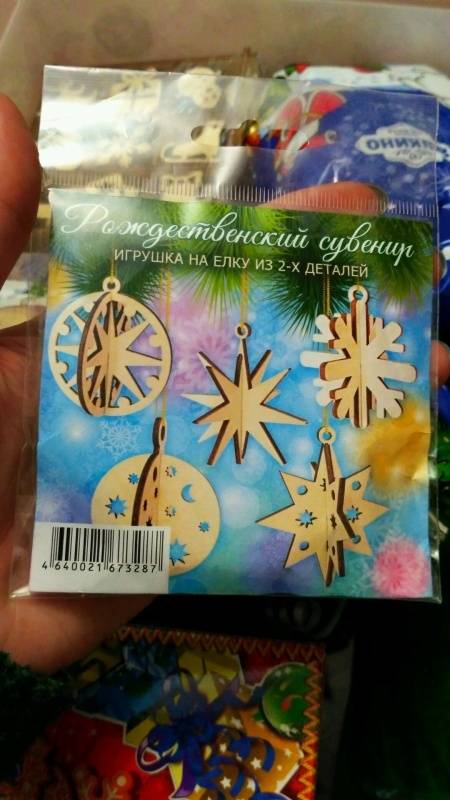 Рождественский сувенир
ИГРУШКА НА ЕЛКУ ИЗ 2-Х ДЕТАЛЕЙ
4 640021 673287